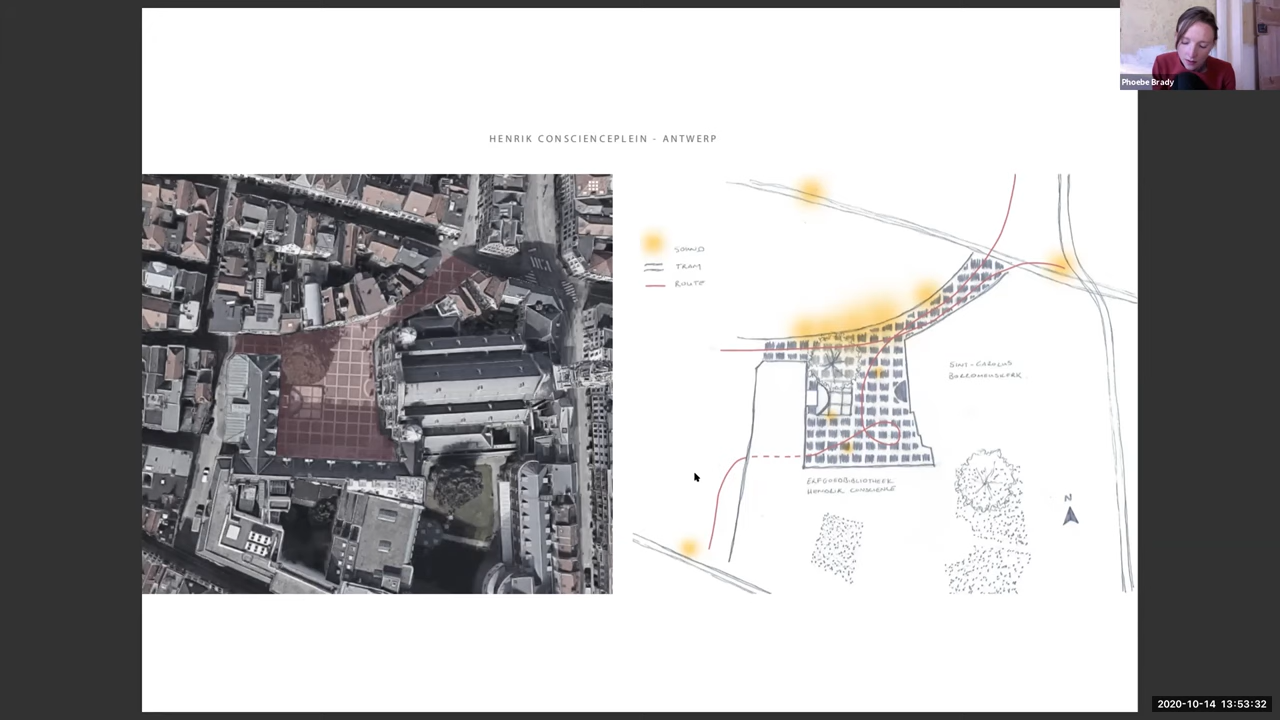 Phoebe Brady
HENRIK CONSCIENCEPLEIN - ANTWERP
SOUND
TRAM
ROUTE
SINT-CAROLUS
BORROMEUSKERK
ERFGOEDBIBLIOTHEEK
HENDRIK CONSCIENCE
N
2020-10-14 13:53:32